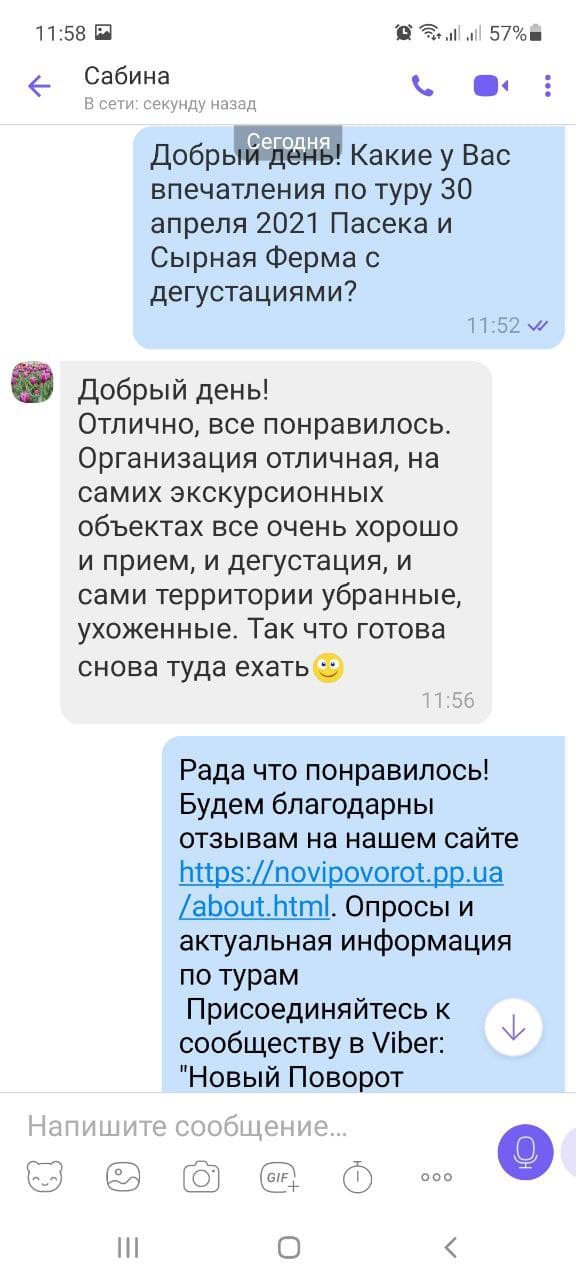 11:58
57%
Сабина
В сети: секунду назад
Сегодня
Добрый день! Какие у Вас
впечатления по туру 30
апреля 2021 Пасека и
Сырная Ферма с
дегустациями?
11:52
Добрый день!
Отлично, все понравилось.
Организация отличная, на
самих экскурсионных
объектах все очень хорошо
и прием, и дегустация, и
сами территории убранные,
ухоженные. Так что готова
снова туда ехать
11:56
Рада что понравилось!
Будем благодарны
отзывам на нашем сайте
https://novipovorot.pp.ua
/about.html. Опросы и
актуальная информация
по турам
Присоединяйтесь к
сообществу в Viber:
"Новый Поворот
Напишите сообщение...
GIF